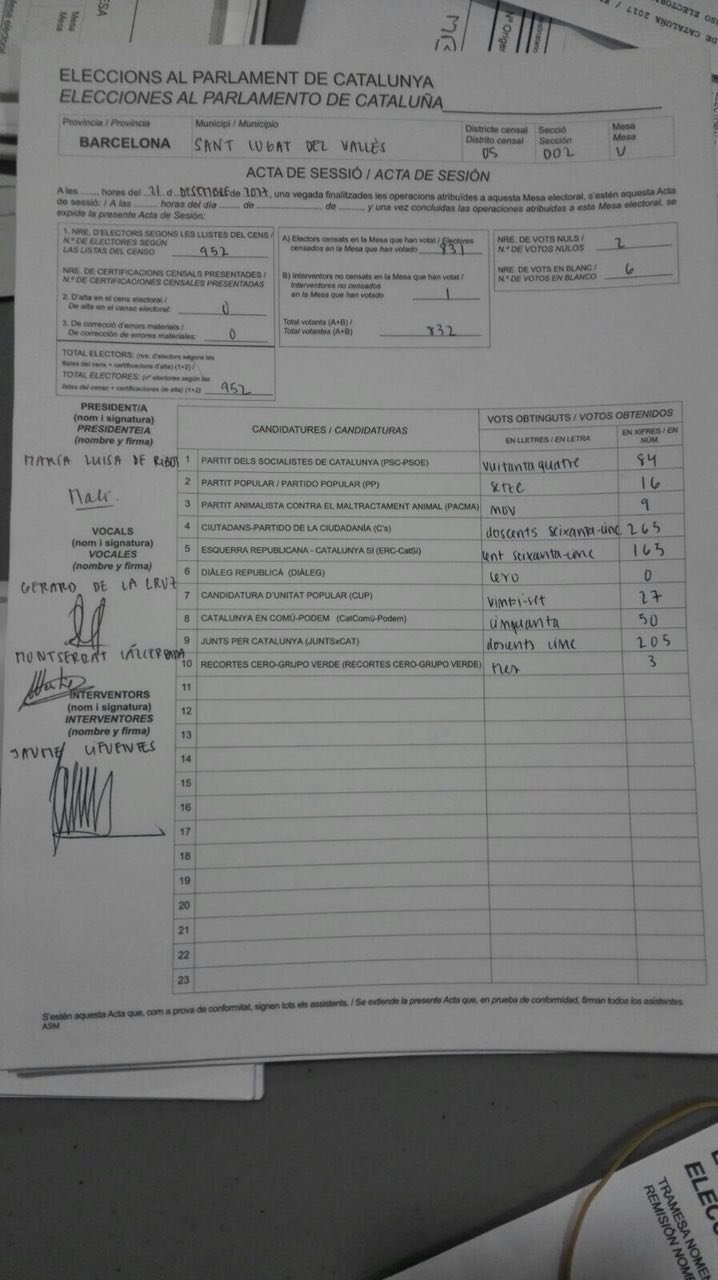 ELECCIONS AL PARLAMENT DE CATALUNYA
ELECCIONES AL PARLAMENTO DE CATALUÑA
Província / Provincia
BARCELONA
Municipi / Municipio
SANT CUGAT DEL VALLÈS
Districte censal
Distrito censal
05
Secció
Sección
002
Mesa
Mesa
U
ACTA DE SESSIÓ / ACTA DE SESIÓN
A les ....... hores del .21. d DESEMBRE de 2017, una vegada finalitzades les operacions atribuïdes a aquesta Mesa electoral, s'estén aquesta Acta
de sessió: / A las ........ horas del día ...... de ........................ de ........, y una vez concluidas las operaciones atribuidas a esta Mesa electoral, se
expide la presente Acta de Sesión:
1. NRE. D'ELECTORS SEGONS LES LLISTES DEL CENS /
N.º DE ELECTORES SEGÚN
LAS LISTAS DEL CENSO 952
NRE. DE CERTIFICACIONS CENSALS PRESENTADES /
N.º DE CERTIFICACIONES CENSALES PRESENTADAS
2. D'alta en el cens electoral /
De alta en el censo electoral: 0
3. De correcció d'errors materials /
De corrección de errores materiales: 0
TOTAL ELECTORS: (nre. d'electors segons les
llistes del cens + certificacions d'alta) (1+2) /
TOTAL ELECTORES: (nº electores según las
listas del censo + certificaciones de alta) (1+2) 952
A) Electors censats en la Mesa que han votat / Electores
censados en la Mesa que han votado 831
B) Interventors no censats en la Mesa que han votat /
Interventores no censados
en la Mesa que han votado 1
Total votants (A+B) /
Total votantes (A+B) 832
NRE. DE VOTS NULS /
N.º DE VOTOS NULOS 2
NRE. DE VOTS EN BLANC /
N.º DE VOTOS EN BLANCO 6
PRESIDENT/A
(nom i signatura)
PRESIDENTE/A
(nombre y firma)
MARÍA LUISA DE RIBOT
VOCALS
(nom i signatura)
VOCALES
(nombre y firma)
GERARD DE LA CRUZ
MONTSERRAT
INTERVENTORS
(nom i signatura)
INTERVENTORES
(nombre y firma)
JAUME CIFUENTES
CANDIDATURES / CANDIDATURAS
VOTS OBTINGUTS / VOTOS OBTENIDOS
EN LLETRES / EN LETRA
EN XIFRES / EN NÚM.
1 PARTIT DELS SOCIALISTES DE CATALUNYA (PSC-PSOE) vuitanta quatre 84
2 PARTIT POPULAR / PARTIDO POPULAR (PP) setze 16
3 PARTIT ANIMALISTA CONTRA EL MALTRACTAMENT ANIMAL (PACMA) nou 9
4 CIUTADANS-PARTIDO DE LA CIUDADANÍA (C's) doscents seixanta-cinc 265
5 ESQUERRA REPUBLICANA - CATALUNYA SI (ERC-CatSí) cent seixanta-cinc 165
6 DIÀLEG REPUBLICÀ (DIÀLEG) cero 0
7 CANDIDATURA D'UNITAT POPULAR (CUP) vinti-set 27
8 CATALUNYA EN COMÚ-PODEM (CatComú-Podem) cinquanta 50
9 JUNTS PER CATALUNYA (JUNTSxCAT) doscents cinc 205
10 RECORTES CERO-GRUPO VERDE (RECORTES CERO-GRUPO VERDE) tres 3
11
12
13
14
15
16
17
18
19
20
21
22
23
S'estén aquesta Acta que, com a prova de conformitat, signen tots els assistents. / Se extiende la presente Acta que, en prueba de conformidad, firman todos los asistentes.
ASM
TRAMESA
REMISIÓN